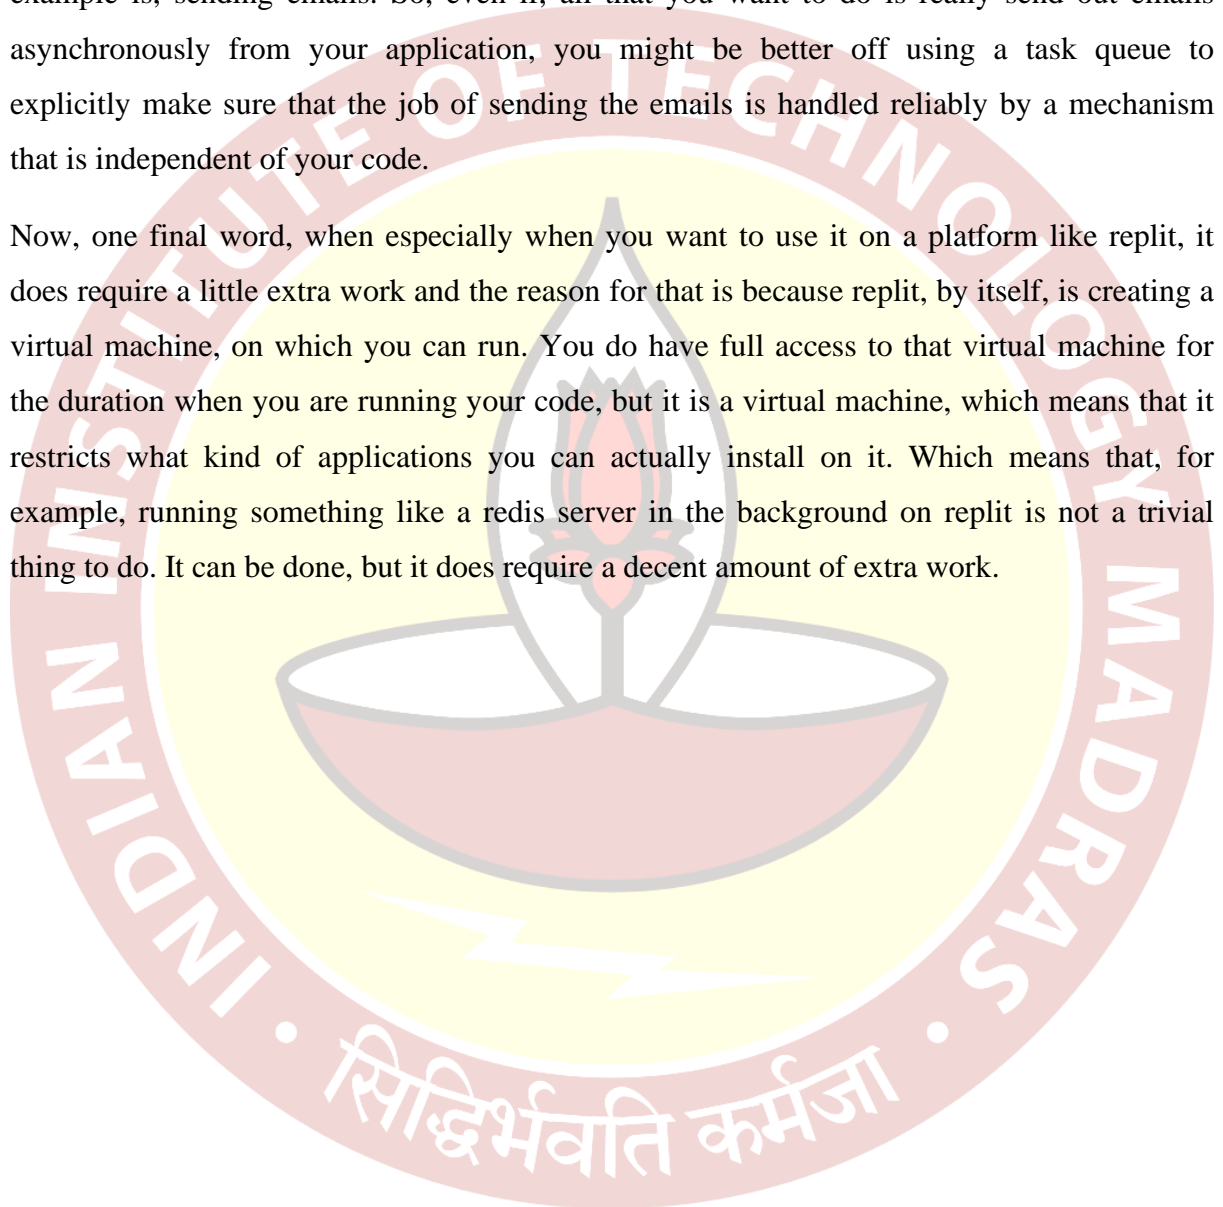 example is, sending emails. So, even if, all that you want to do is really send out emails
asynchronously from your application, you might be better off using a task queue to
explicitly make sure that the job of sending the emails is handled reliably by a mechanism
that is independent of your code.
Now, one final word, when especially when you want to use it on a platform like replit, it
does require a little extra work and the reason for that is because replit, by itself, is creating a
virtual machine, on which you can run. You do have full access to that virtual machine for
the duration when you are running your code, but it is a virtual machine, which means that it
restricts what kind of applications you can actually install on it. Which means that, for
example, running something like a redis server in the background on replit is not a trivial
thing to do. It can be done, but it does require a decent amount of extra work.
INDIAN INSTITUTE OF TECHNOLOGY MADRAS
सिद्धिर्भवति कर्मजा